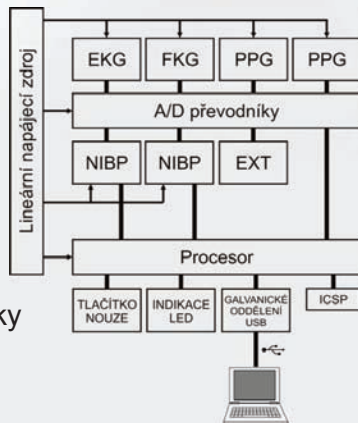 Lineární napájecí zdroj
EKG
FKG
PPG
PPG
A/D převodníky
NIBP
NIBP
EXT
Procesor
ky
TLAČÍTKO
NOUZE
INDIKACE
LED
GALVANICKÉ
ODDĚLENÍ
USB
ICSP